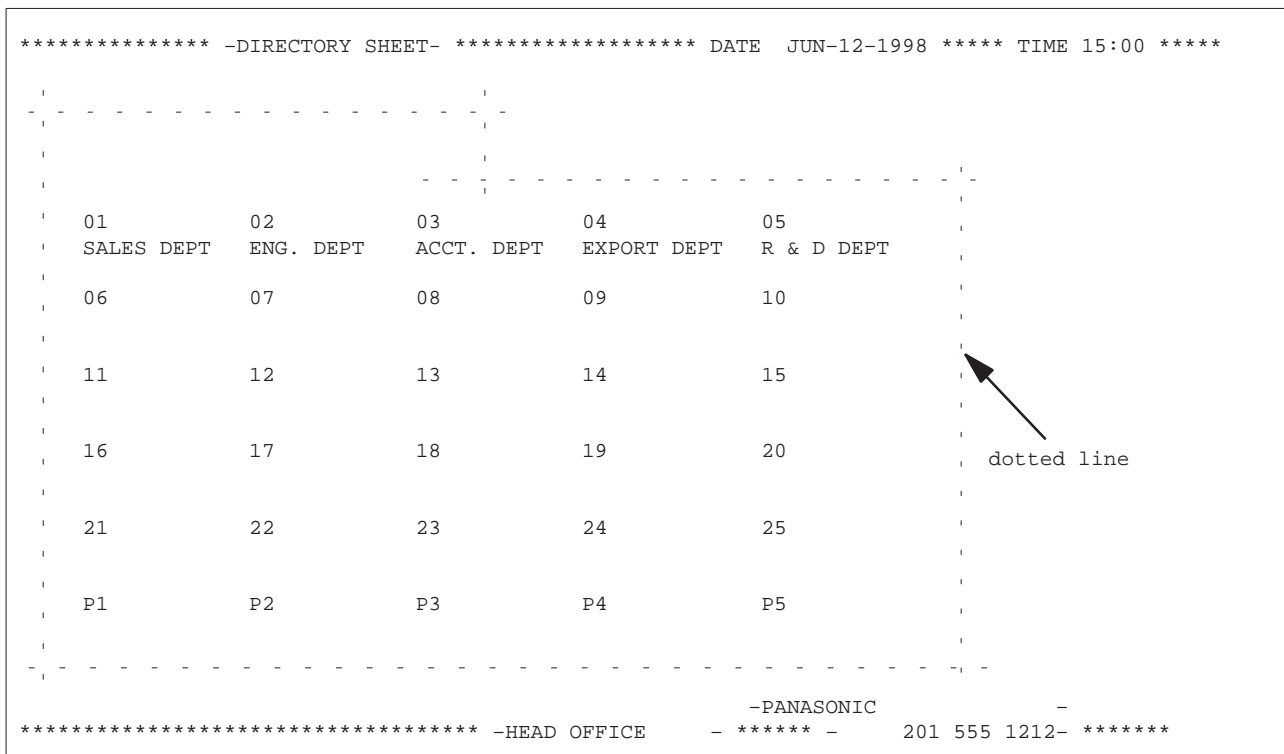 *************** -DIRECTORY SHEET- ******************* DATE JUN-12-1998 ***** TIME 15:00 *****
01 02 03 04 05
SALES DEPT ENG. DEPT ACCT. DEPT EXPORT DEPT R & D DEPT
06 07 08 09 10
11 12 13 14 15
16 17 18 19 20
dotted line
21 22 23 24 25
P1 P2 P3 P4 P5
-PANASONIC -
************************************ -HEAD OFFICE - ****** - 201 555 1212- *******